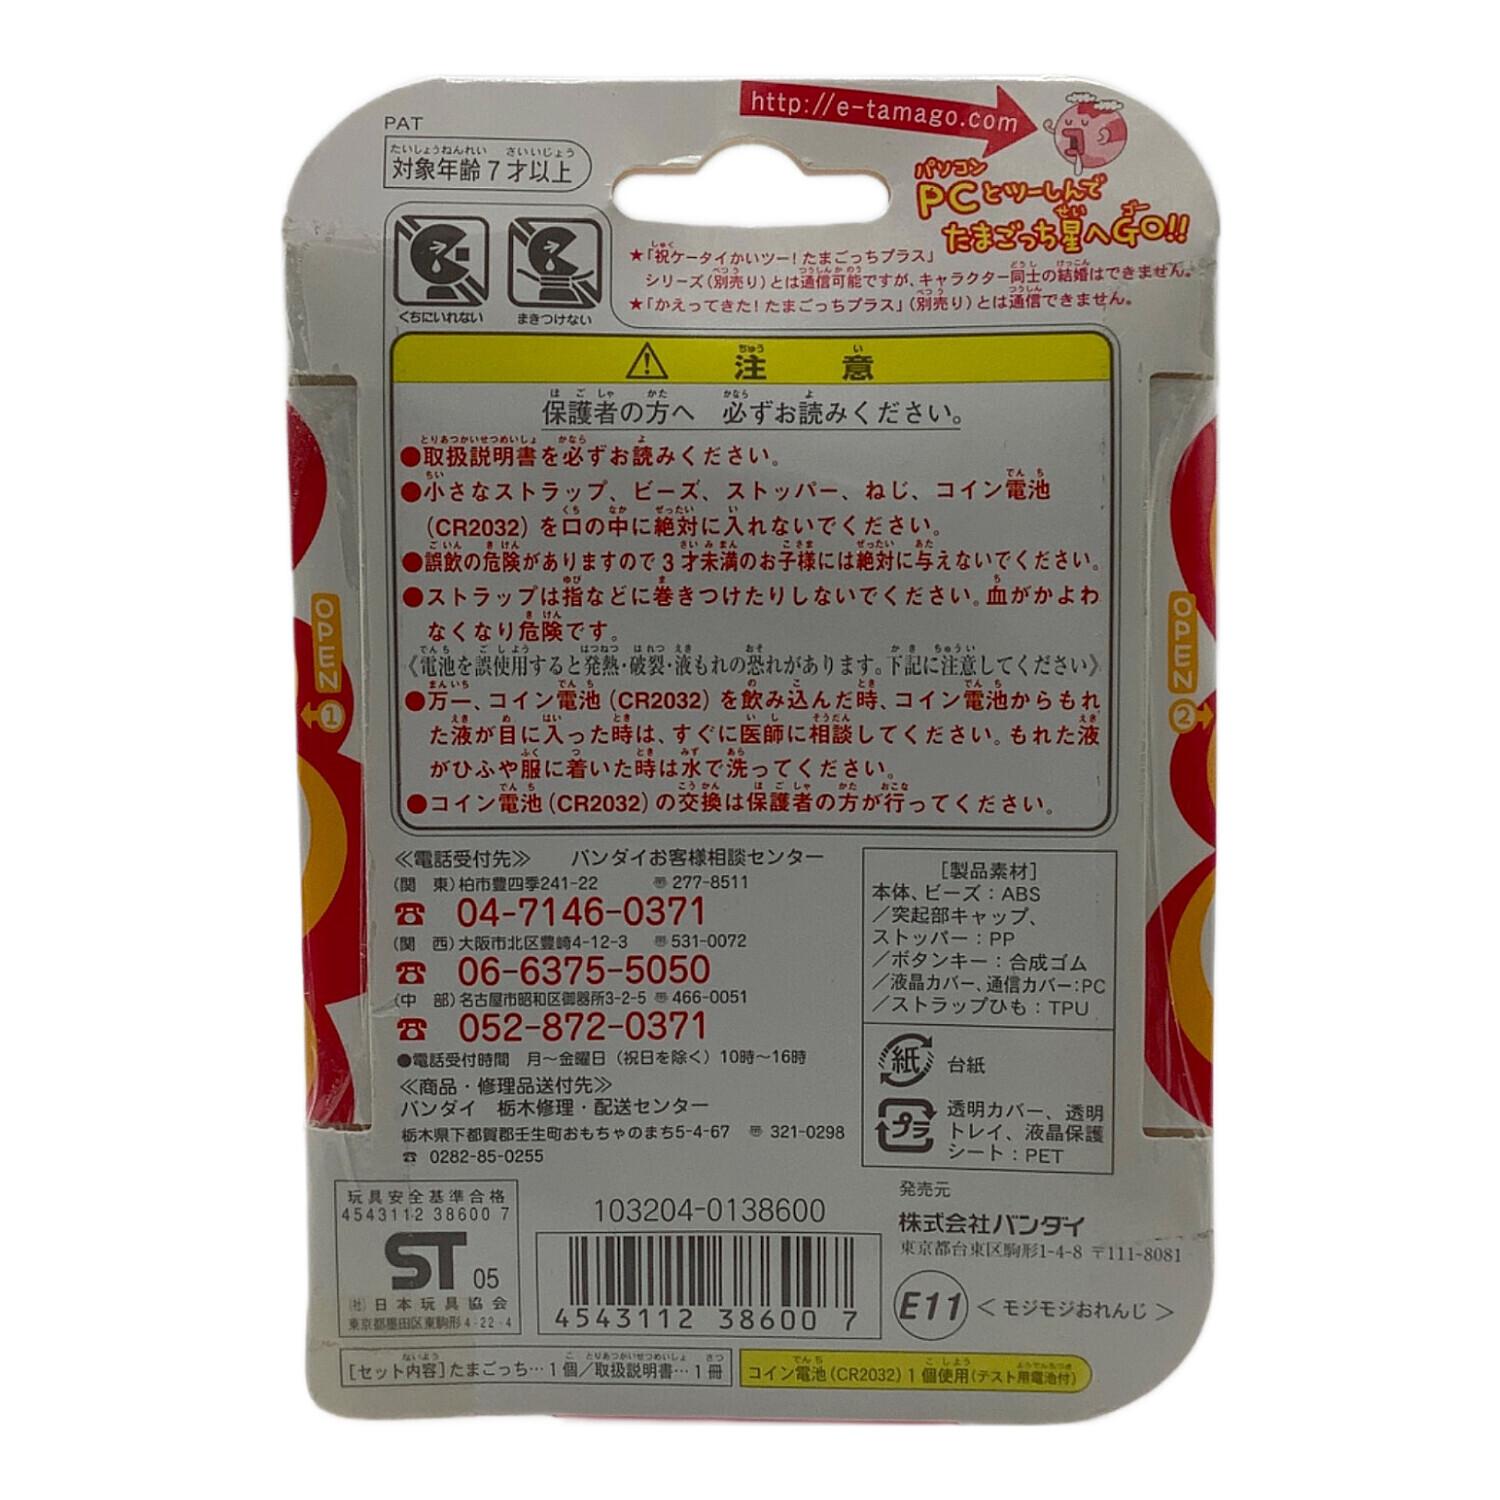 http://e-tamago.com
PAT
対象年齢7才以上
くちにいれない
まきつけない
PCとツーしんで
たまごっち星へGO!!
★「祝ケータイかいツー!たまごっちプラス」
シリーズ(別売り)とは通信可能ですが、キャラクター同士の結婚はできません。
★「かえってきた!たまごっちプラス」(別売り)とは通信できません。
注意
保護者の方へ 必ずお読みください。
●取扱説明書を必ずお読みください。
●小さなストラップ、ビーズ、ストッパー、ねじ、コイン電池
(CR2032)を口の中に絶対に入れないでください。
●誤飲の危険がありますので3才未満のお子様には絶対に与えないでください。
●ストラップは指などに巻きつけたりしないでください。血がかよわ
なくなり危険です。
《電池を誤使用すると発熱・破裂・液もれの恐れがあります。下記に注意してください》
●万一、コイン電池(CR2032)を飲み込んだ時、コイン電池からもれ
た液が目に入った時は、すぐに医師に相談してください。もれた液
がひふや服に着いた時は水で洗ってください。
●コイン電池(CR2032)の交換は保護者の方が行ってください。
OPEN
①
OPEN
②
≪電話受付先≫ バンダイお客様相談センター
(関 東)柏市豊四季241-22 〠277-8511
☎ 04-7146-0371
(関 西)大阪市北区豊崎4-12-3 〠531-0072
☎ 06-6375-5050
(中 部)名古屋市昭和区御器所3-2-5 〠466-0051
☎ 052-872-0371
●電話受付時間 月〜金曜日(祝日を除く)10時〜16時
≪商品・修理品送付先≫
バンダイ 栃木修理・配送センター
栃木県下都賀郡壬生町おもちゃのまち5-4-67 〠321-0298
☎ 0282-85-0255
[製品素材]
本体、ビーズ:ABS
/突起部キャップ、
ストッパー:PP
/ボタンキー:合成ゴム
/液晶カバー、通信カバー:PC
/ストラップひも:TPU
紙 台紙
プラ 透明カバー、透明
トレイ、液晶保護
シート:PET
玩具安全基準合格
4543112 38600 7
ST 05
(社)日本玩具協会
東京都墨田区東駒形4-22-4
103204-0138600
4543112 38600 7
発売元
株式会社バンダイ
東京都台東区駒形1-4-8 〒111-8081
E11 <モジモジおれんじ>
[セット内容]たまごっち…1個/取扱説明書…1冊
コイン電池(CR2032)1個使用(テスト用電池付)